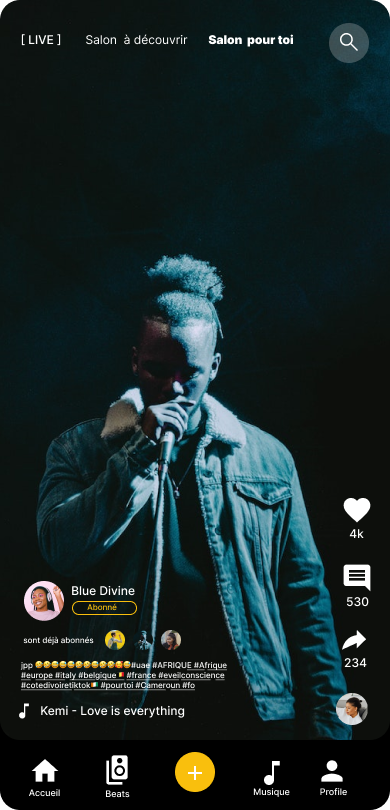 [ LIVE ] Salon à découvrir Salon pour toi
4k
530
Blue Divine
Abonné
sont déjà abonnés
234
jpp 😂😂😂😂😂😂😂😂😂😂😂😂#uae #AFRIQUE #Afrique
#europe #italy #belgique 🇧🇪 #france #eveilconscience
#cotedivoiretiktok🇨🇮 #pourtoi #Cameroun #fo
Kemi - Love is everything
Accueil Beats Musique Profile